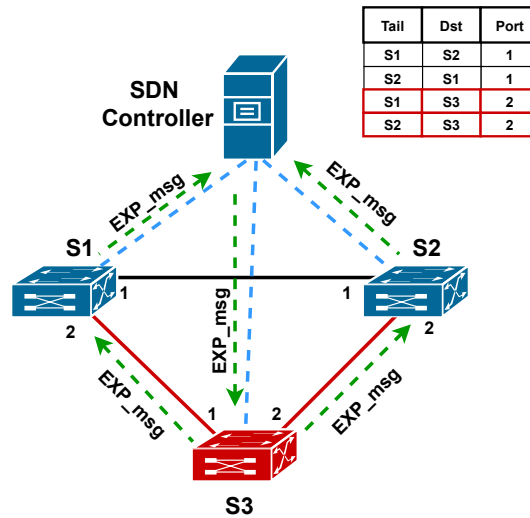 Tail Dst Port
S1 S2 1
S2 S1 1
S1 S3 2
S2 S3 2
SDN
Controller
EXP_msg
EXP_msg
S1
S2
1
1
EXP_msg
2
2
EXP_msg
EXP_msg
1
2
S3